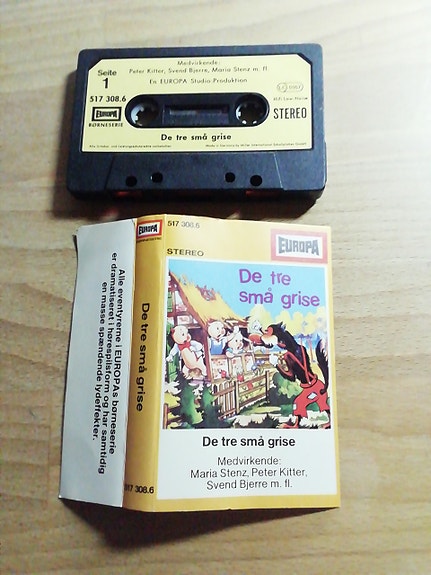 Medvirkende:
Peter Kitter, Svend Bjerre, Maria Stenz m. fl.
En EUROPA Studio-Produktion
Seite
1
517 308.6
EUROPA
BØRNESERIE
STEREO
De tre små grise
517 308.6
STEREO
EUROPA
De tre
små grise
De tre små grise
Medvirkende:
Maria Stenz, Peter Kitter,
Svend Bjerre m. fl.
EUROPA
De tre små grise
517 308.6
Alle eventyrerne i EUROPAs børneserie
er dramatiseret i hørespilsform og har samtidig
en masse spændende lydeffekter.